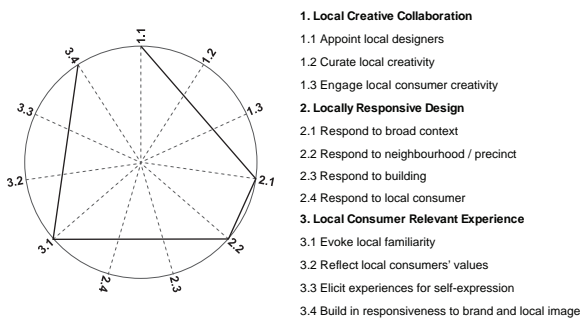 1.1
1.2
1.3
2.1
2.2
2.3
2.4
3.1
3.2
3.3
3.4
1. Local Creative Collaboration
1.1 Appoint local designers
1.2 Curate local creativity
1.3 Engage local consumer creativity
2. Locally Responsive Design
2.1 Respond to broad context
2.2 Respond to neighbourhood / precinct
2.3 Respond to building
2.4 Respond to local consumer
3. Local Consumer Relevant Experience
3.1 Evoke local familiarity
3.2 Reflect local consumers' values
3.3 Elicit experiences for self-expression
3.4 Build in responsiveness to brand and local image